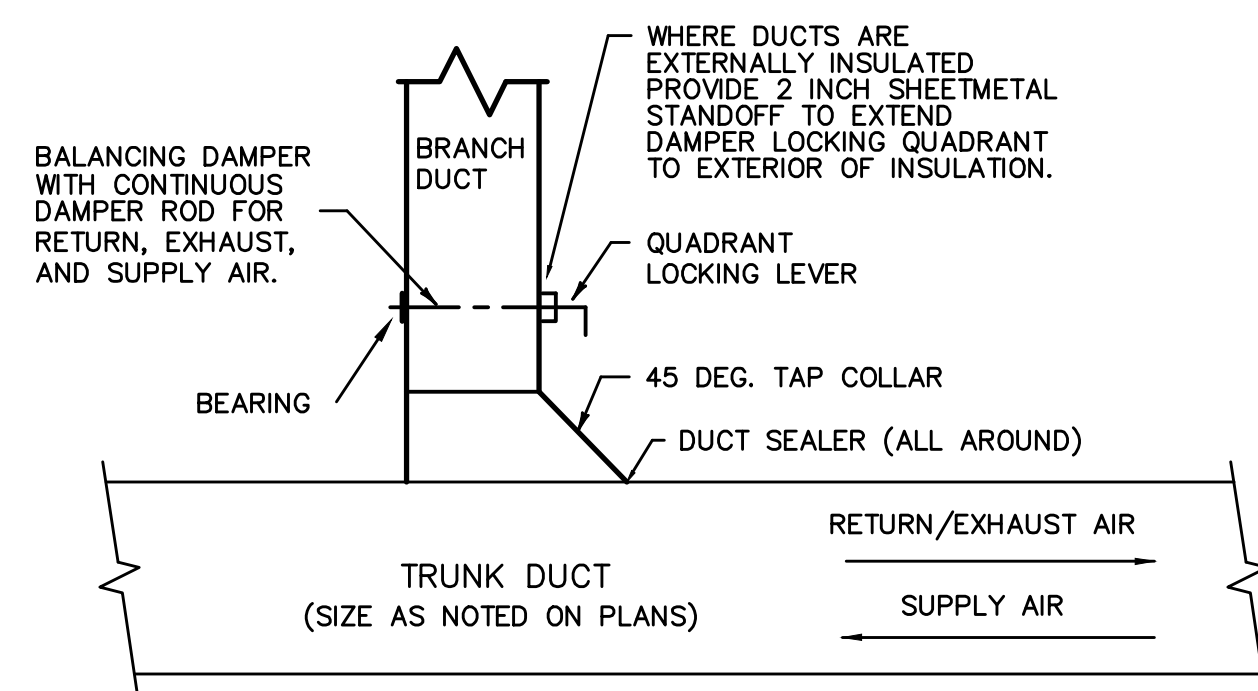 WHERE DUCTS ARE
EXTERNALLY INSULATED
PROVIDE 2 INCH SHEETMETAL
STANDOFF TO EXTEND
DAMPER LOCKING QUADRANT
TO EXTERIOR OF INSULATION.
BRANCH
DUCT
BALANCING DAMPER
WITH CONTINUOUS
DAMPER ROD FOR
RETURN, EXHAUST,
AND SUPPLY AIR.
QUADRANT
LOCKING LEVER
BEARING
45 DEG. TAP COLLAR
DUCT SEALER (ALL AROUND)
RETURN/EXHAUST AIR
TRUNK DUCT
(SIZE AS NOTED ON PLANS)
SUPPLY AIR